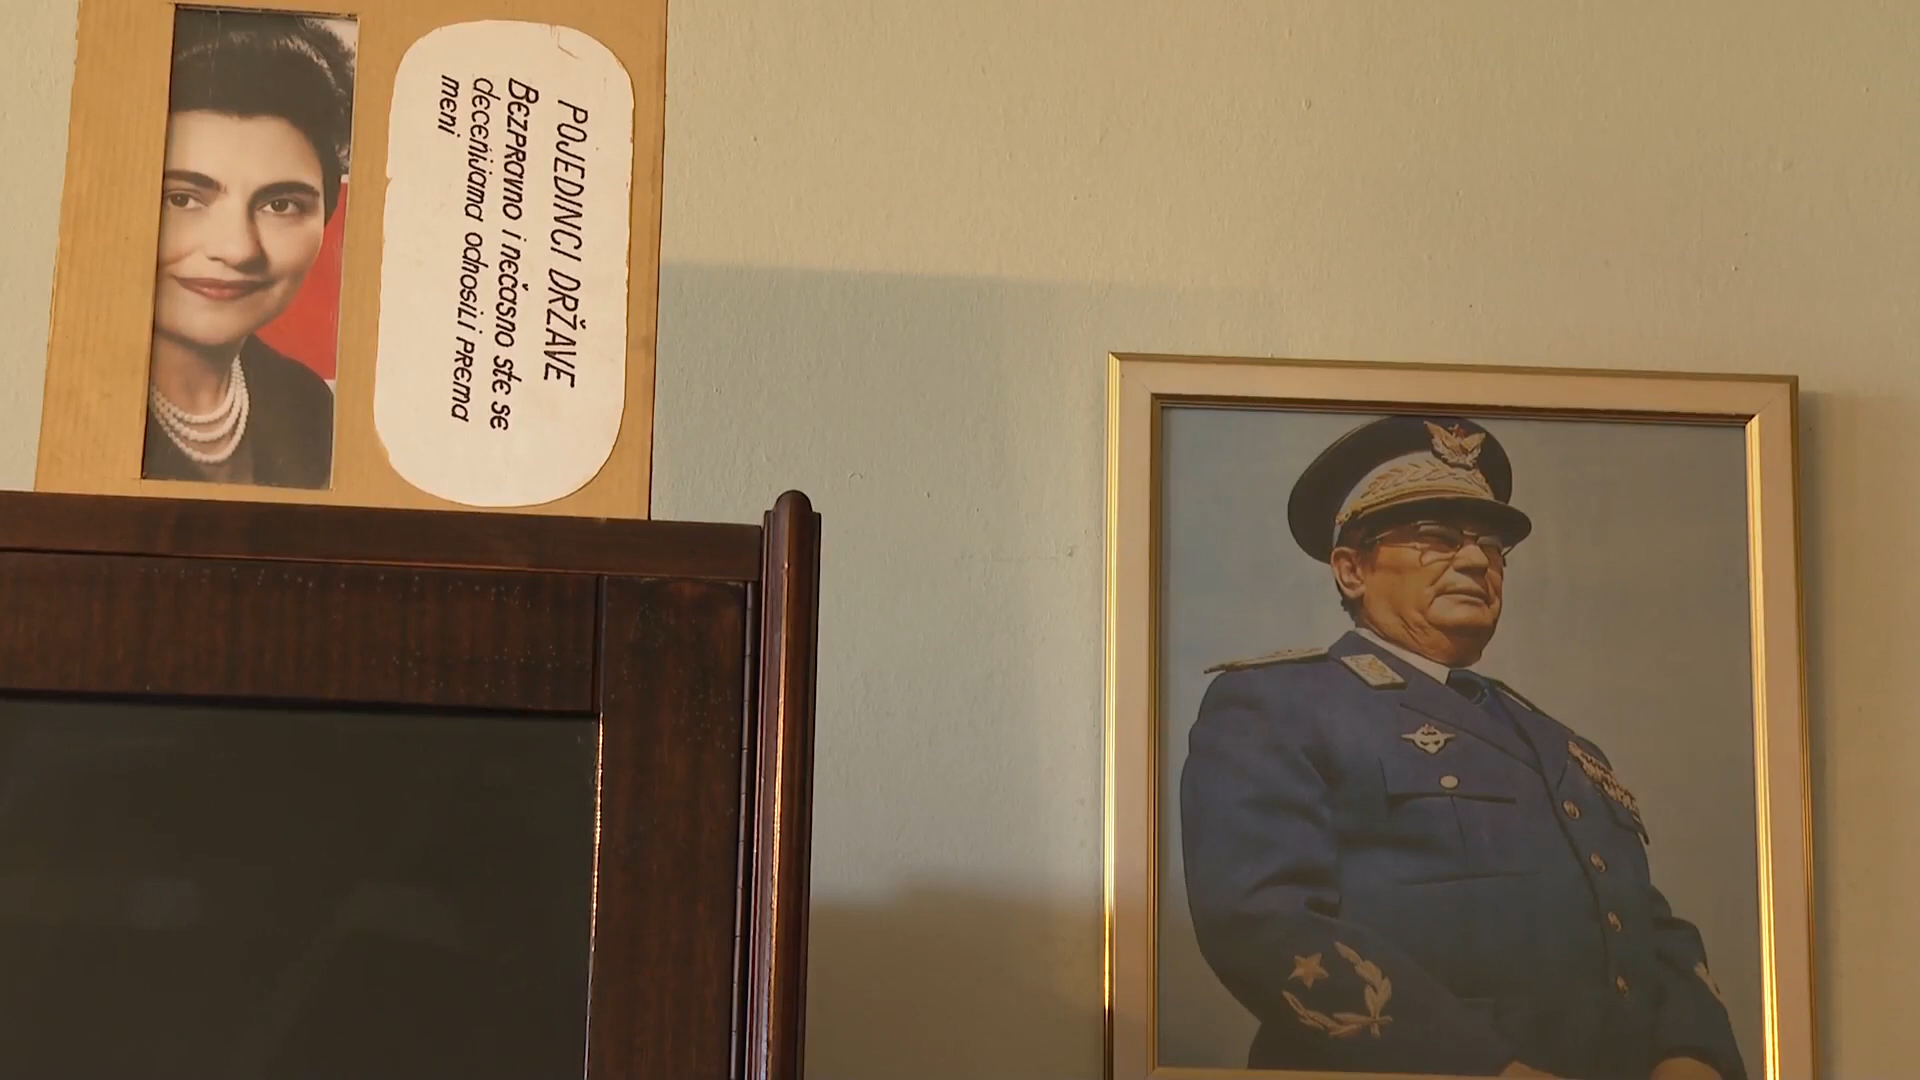 POJEDINCI DRŽAVE
BEZPRavno i nečasno ste se
decenijama odnosili PREma
meni